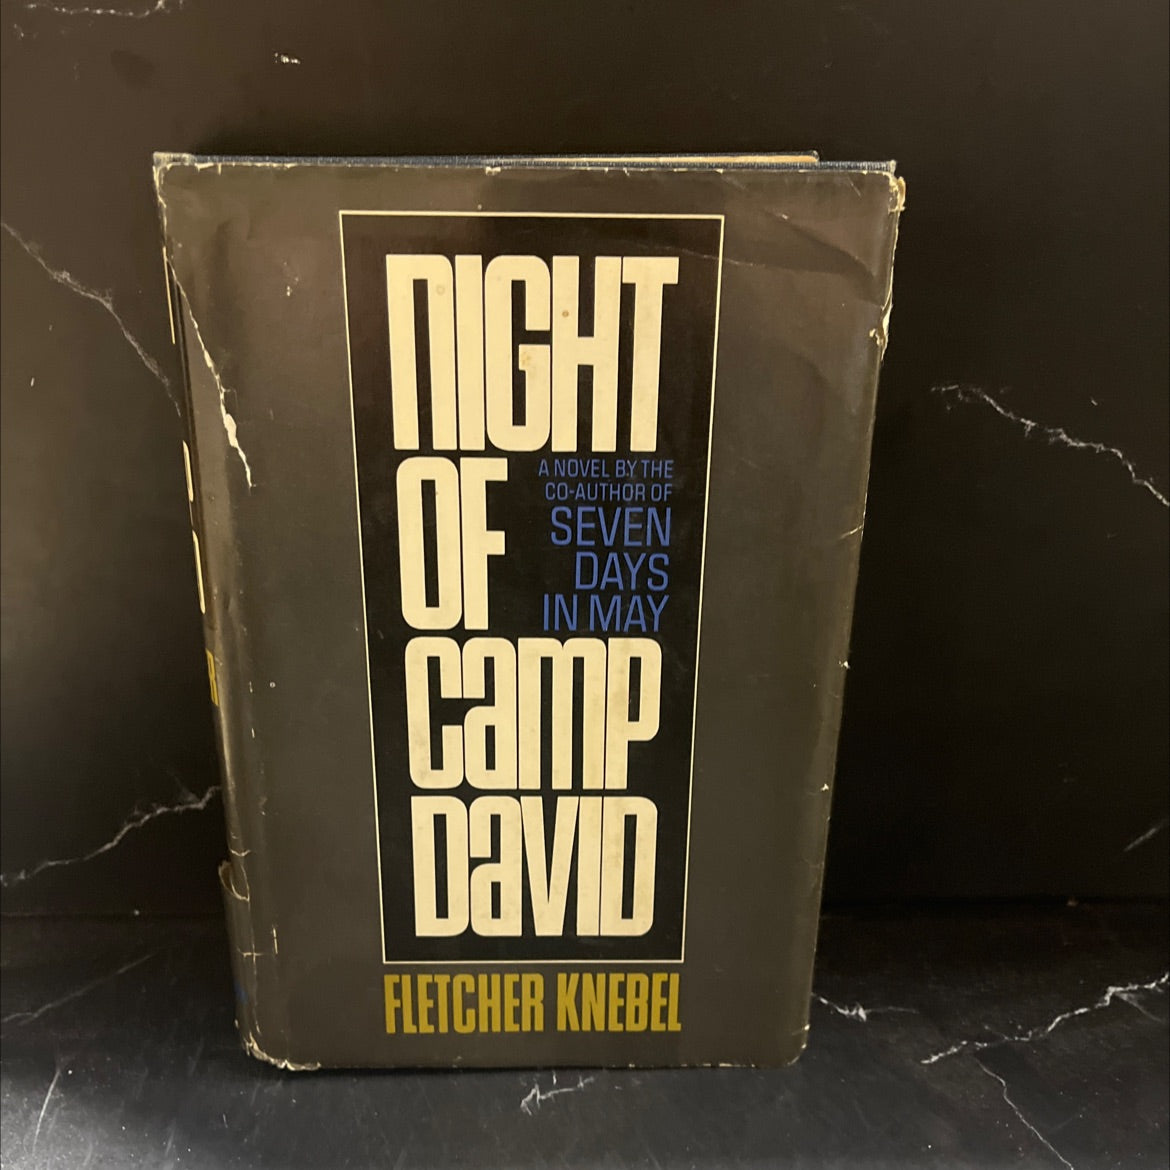 NIGHT
OF
A NOVEL BY THE
CO-AUTHOR OF
SEVEN
DAYS
IN MAY
CAMP
DAVID
FLETCHER KNEBEL